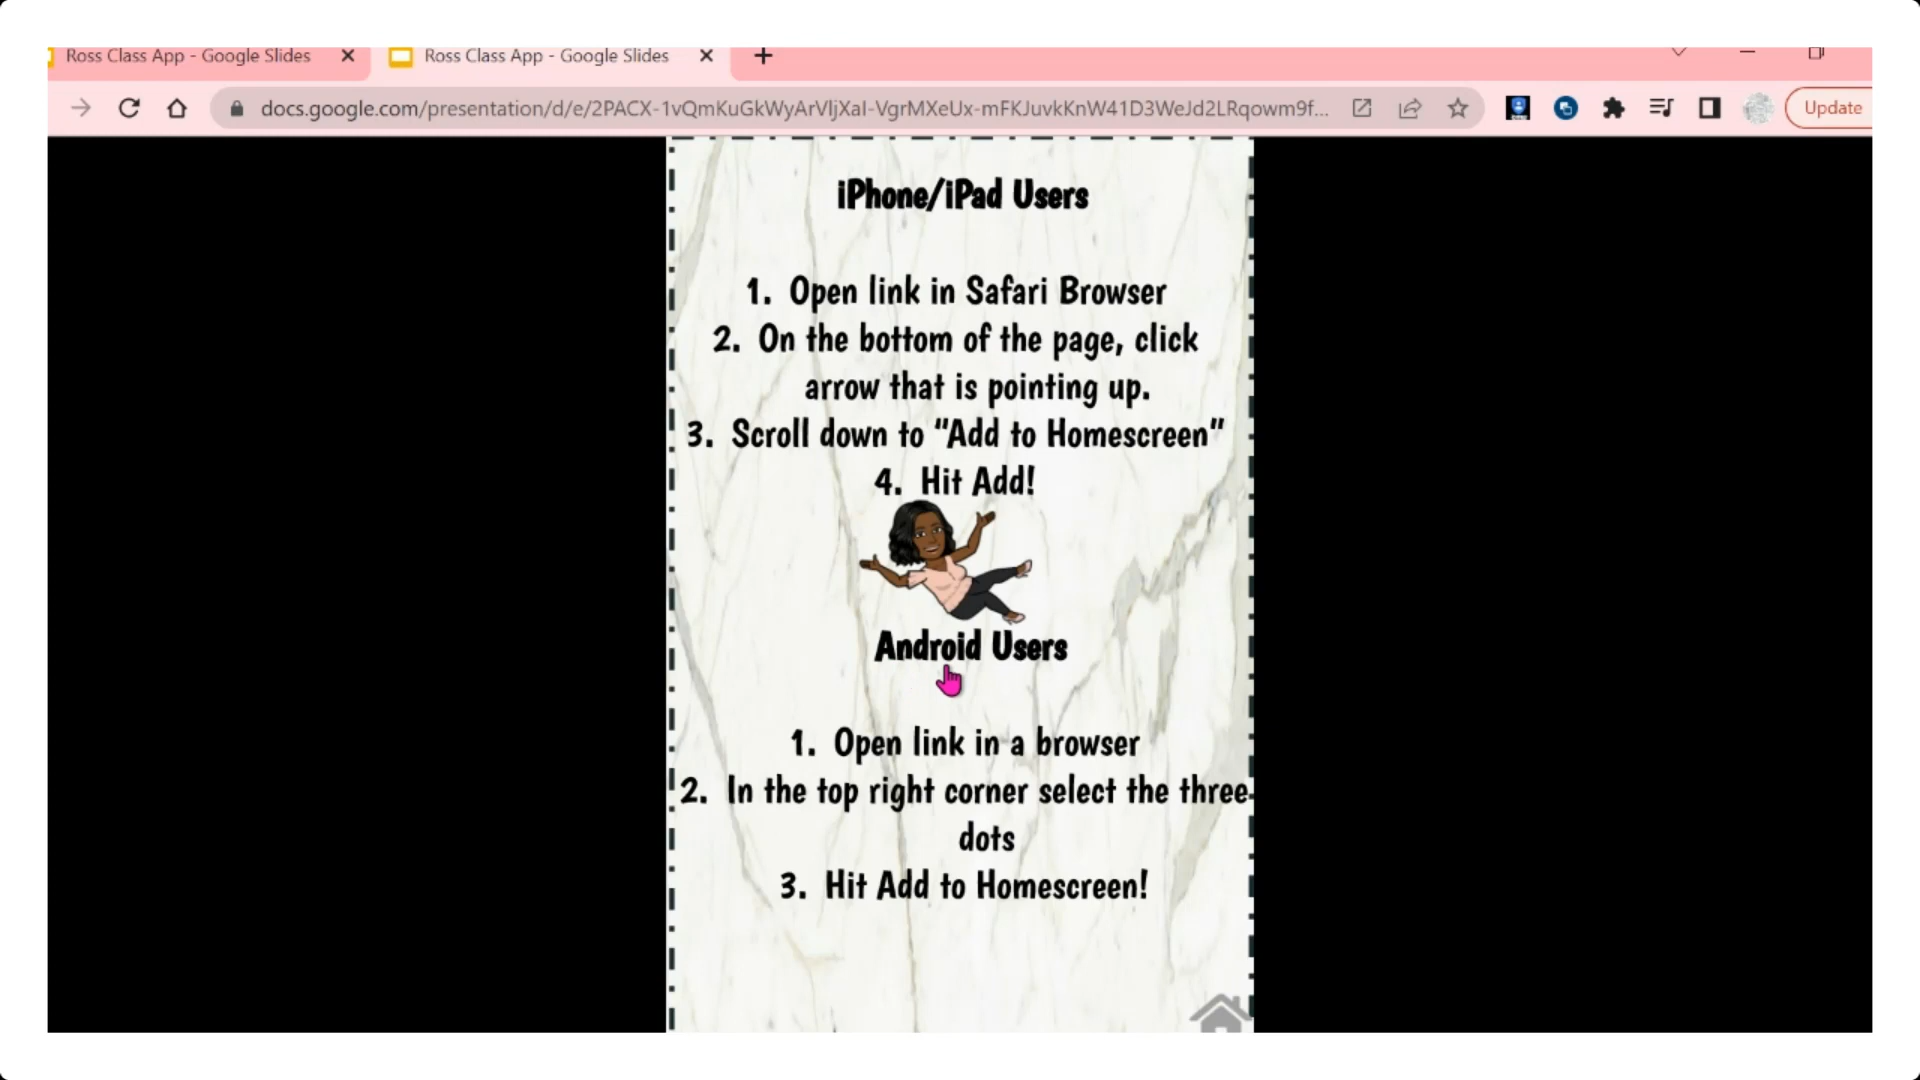 Ross Class App - Google Slides
Ross Class App - Google Slides
docs.google.com/presentation/d/e/2PACX-1vQmKuGkWyArVljXaI-VgrMXeUx-mFKJuvkKnW41D3WeJd2LRqowm9f...
Update
iPhone/iPad Users
1. Open link in Safari Browser
2. On the bottom of the page, click
arrow that is pointing up.
3. Scroll down to "Add to Homescreen"
4. Hit Add!
Android Users
1. Open link in a browser
2. In the top right corner select the three
dots
3. Hit Add to Homescreen!